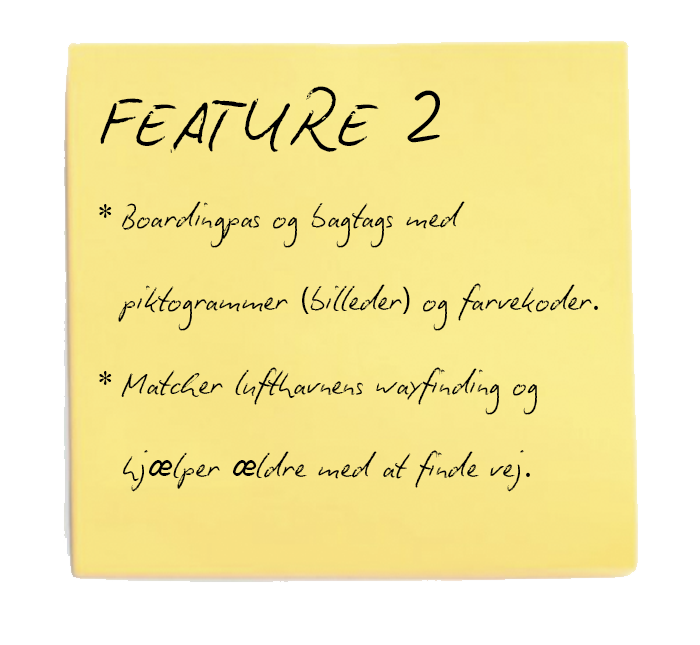 FEATURE 2
* Boardingpas og bagtags med
piktogrammer (billeder) og farvekoder.
* Matcher lufthavnens wayfinding og
hjælper ældre med at finde vej.